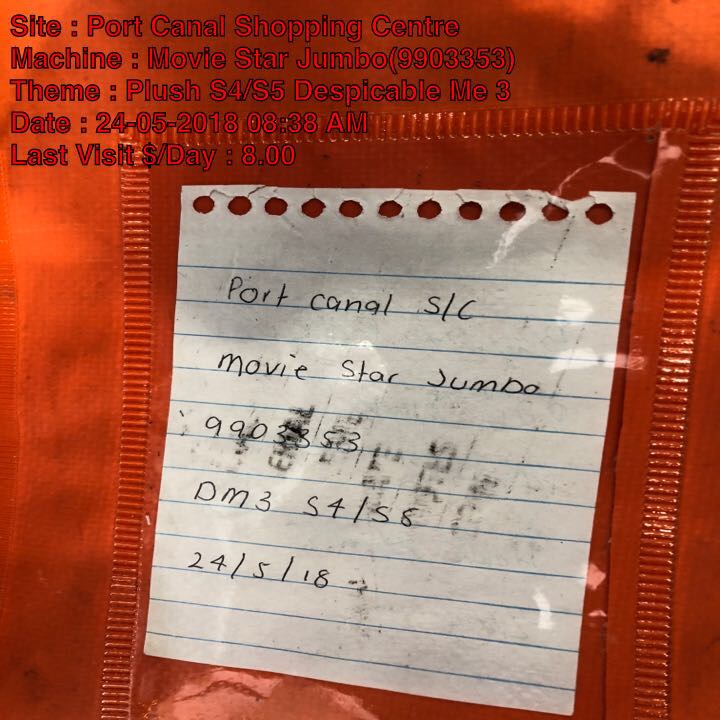 Site : Port Canal Shopping Centre
Machine : Movie Star Jumbo(9903353)
Theme : Plush S4/S5 Despicable Me 3
Date : 24-05-2018 08:38 AM
Last Visit $/Day : 8.00
Port canal S/C
movie Star Jumbo
9903353
DM3 S4/S5
24/5/18